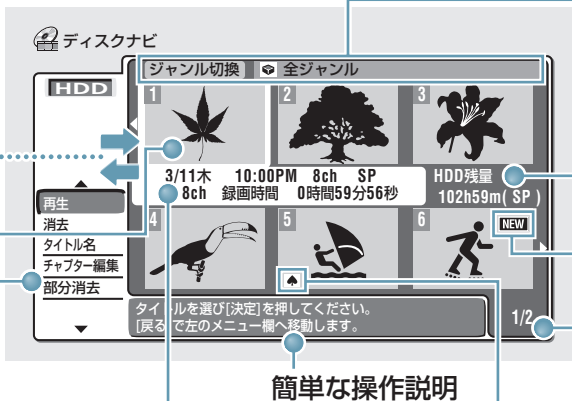 ディスクナビ
HDD
ジャンル切換 全ジャンル
1
2
3
3/11木 10:00PM 8ch SP
8ch 録画時間 0時間59分56秒
HDD残量
102h59m( SP )
再生
消去
タイトル名
チャプター編集
部分消去
4
5
6
NEW
タイトルを選び[決定]を押してください。
[戻る]で左のメニュー欄へ移動します。
1/2
簡単な操作説明